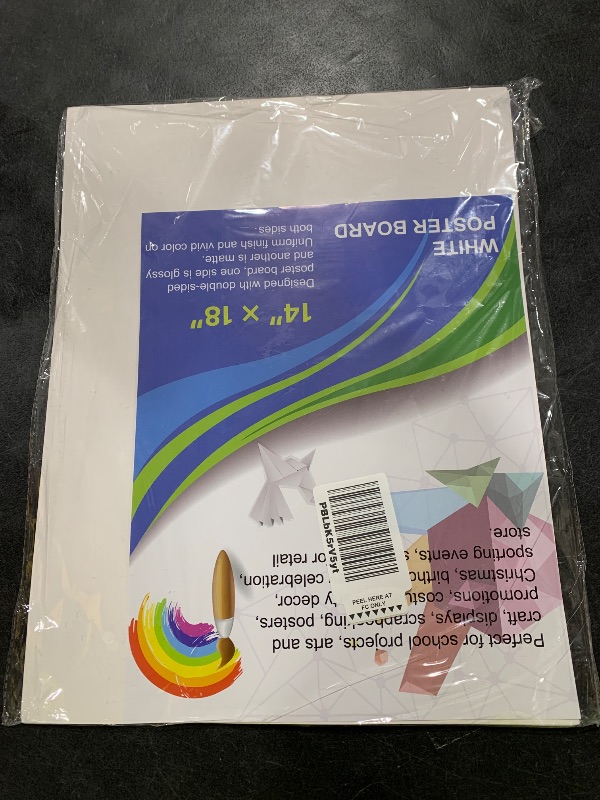 WHITE
POSTER BOARD
14" × 18"
Designed with double-sided
poster board, one side is glossy
and another is matte.
Uniform finish and vivid color on
both sides.
Perfect for school projects, arts and
craft, displays, scrapbooking, posters,
promotions, decor,
Christmas, celebration,
sporting events, or retail
store.
PEEL HERE AT
FC ONLY
PBLbK5rV5yt